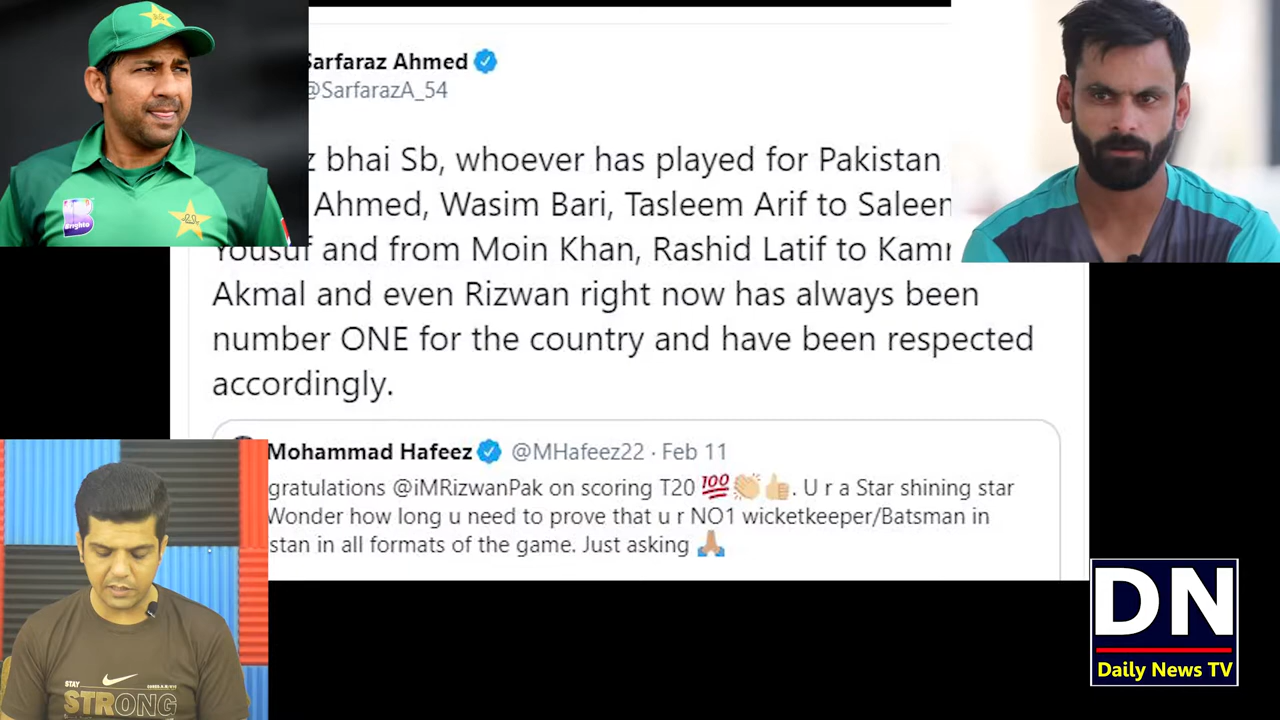 Sarfaraz Ahmed
@SarfarazA_54
bhai Sb, whoever has played for Pakistan
Ahmed, Wasim Bari, Tasleem Arif to Saleem
Yousuf and from Moin Khan, Rashid Latif to
Akmal and even Rizwan right now has always been
number ONE for the country and have been respected
accordingly.
Mohammad Hafeez @MHafeez22 · Feb 11
gratulations @iMRizwanPak on scoring T20 💯👏👍. U r a Star shining star
Wonder how long u need to prove that u r NO1 wicketkeeper/Batsman in
stan in all formats of the game. Just asking 🙏
Brighto
STAY
STRONG
DN
Daily News TV